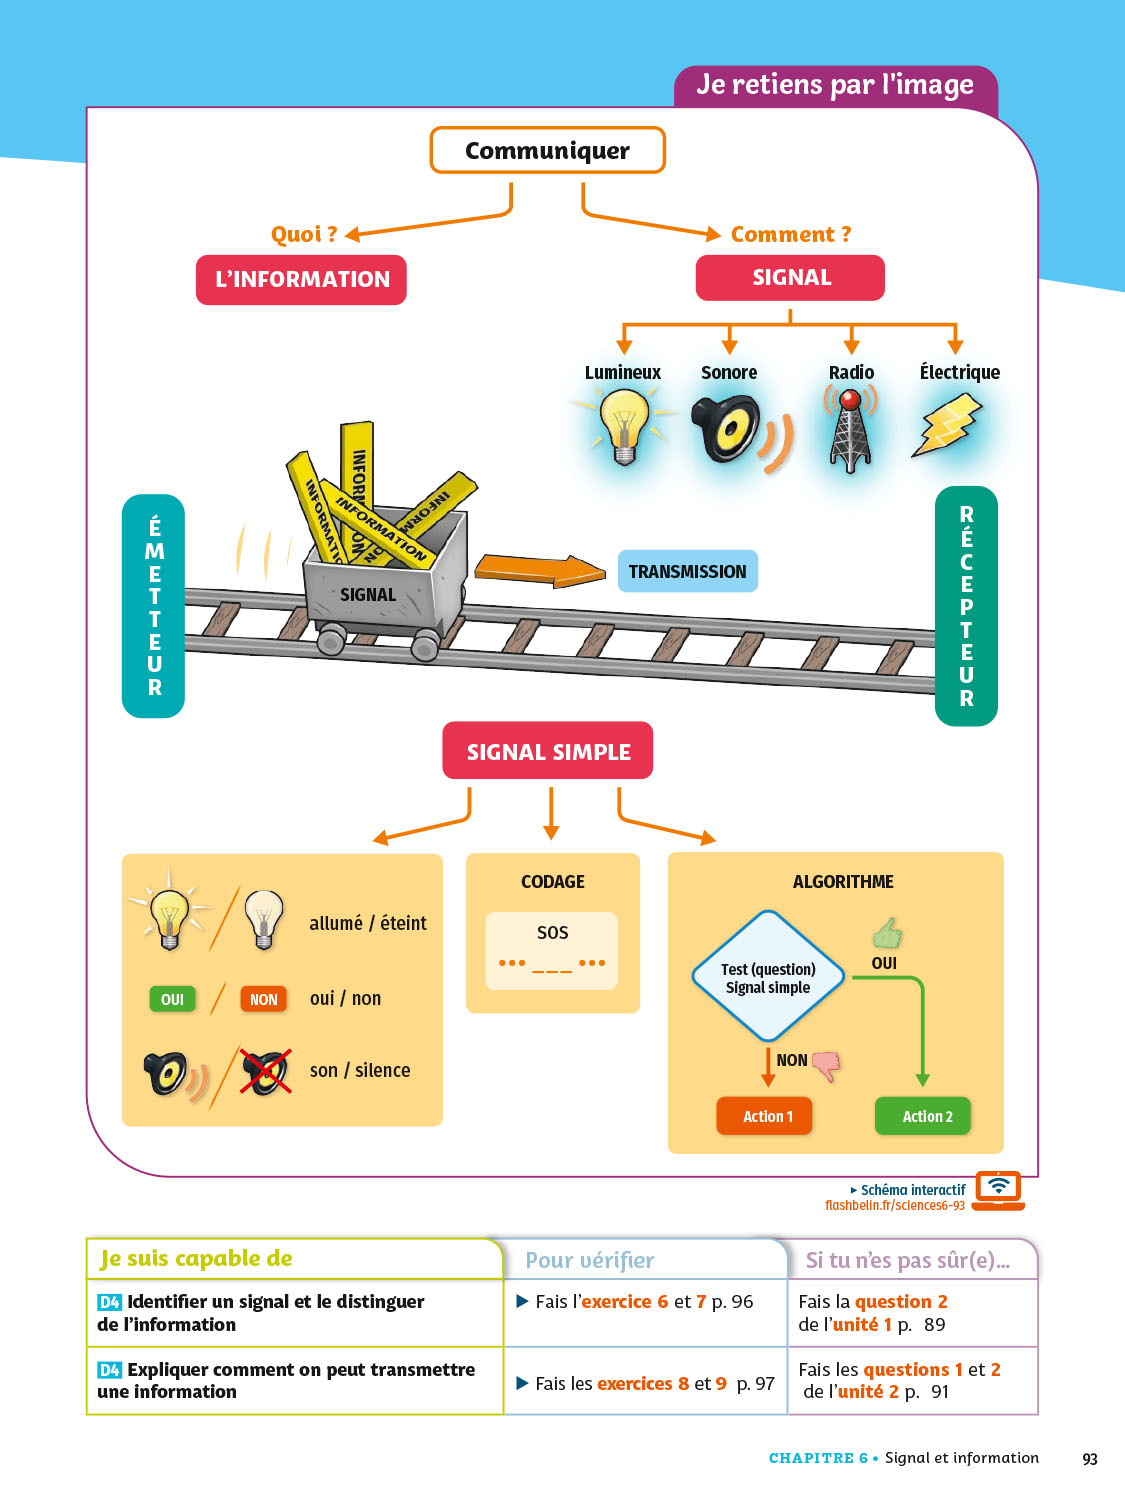 Je retiens par l'image
Communiquer
Quoi ?
Comment ?
L'INFORMATION
SIGNAL
Lumineux
Sonore
Radio
Électrique
INFORMATION
INFORMATION
INFORMATION
SIGNAL
ÉMETTEUR
TRANSMISSION
RÉCEPTEUR
SIGNAL SIMPLE
allumé / éteint
OUI
NON
oui / non
son / silence
CODAGE
SOS
••• _ _ _ •••
ALGORITHME
Test (question)
Signal simple
OUI
NON
Action 1
Action 2
▸ Schéma interactif
flashbelin.fr/sciences6-93
Je suis capable de
Pour vérifier
Si tu n'es pas sûr(e)...
D4 Identifier un signal et le distinguer
de l'information
▶ Fais l'exercice 6 et 7 p. 96
Fais la question 2
de l'unité 1 p. 89
D4 Expliquer comment on peut transmettre
une information
▶ Fais les exercices 8 et 9 p. 97
Fais les questions 1 et 2
de l'unité 2 p. 91
CHAPITRE 6 • Signal et information
93